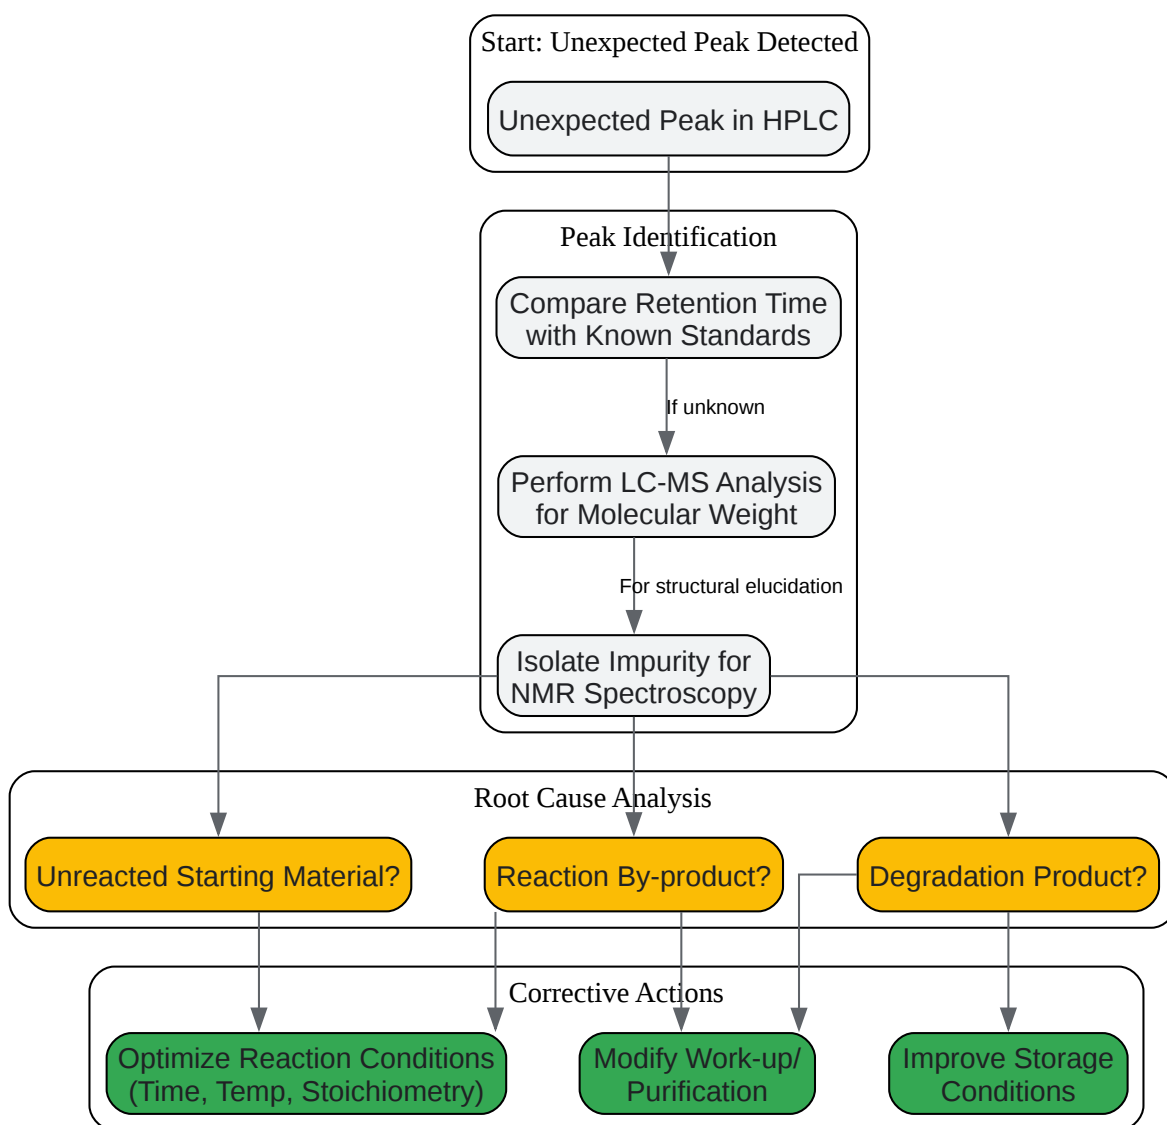 Start: Unexpected Peak Detected
Unexpected Peak in HPLC
Peak Identification
Compare Retention Time
with Known Standards
If unknown
Perform LC-MS Analysis
for Molecular Weight
For structural elucidation
Isolate Impurity for
NMR Spectroscopy
Root Cause Analysis
Unreacted Starting Material?
Reaction By-product?
Degradation Product?
Corrective Actions
Optimize Reaction Conditions
(Time, Temp, Stoichiometry)
Modify Work-up/
Purification
Improve Storage
Conditions